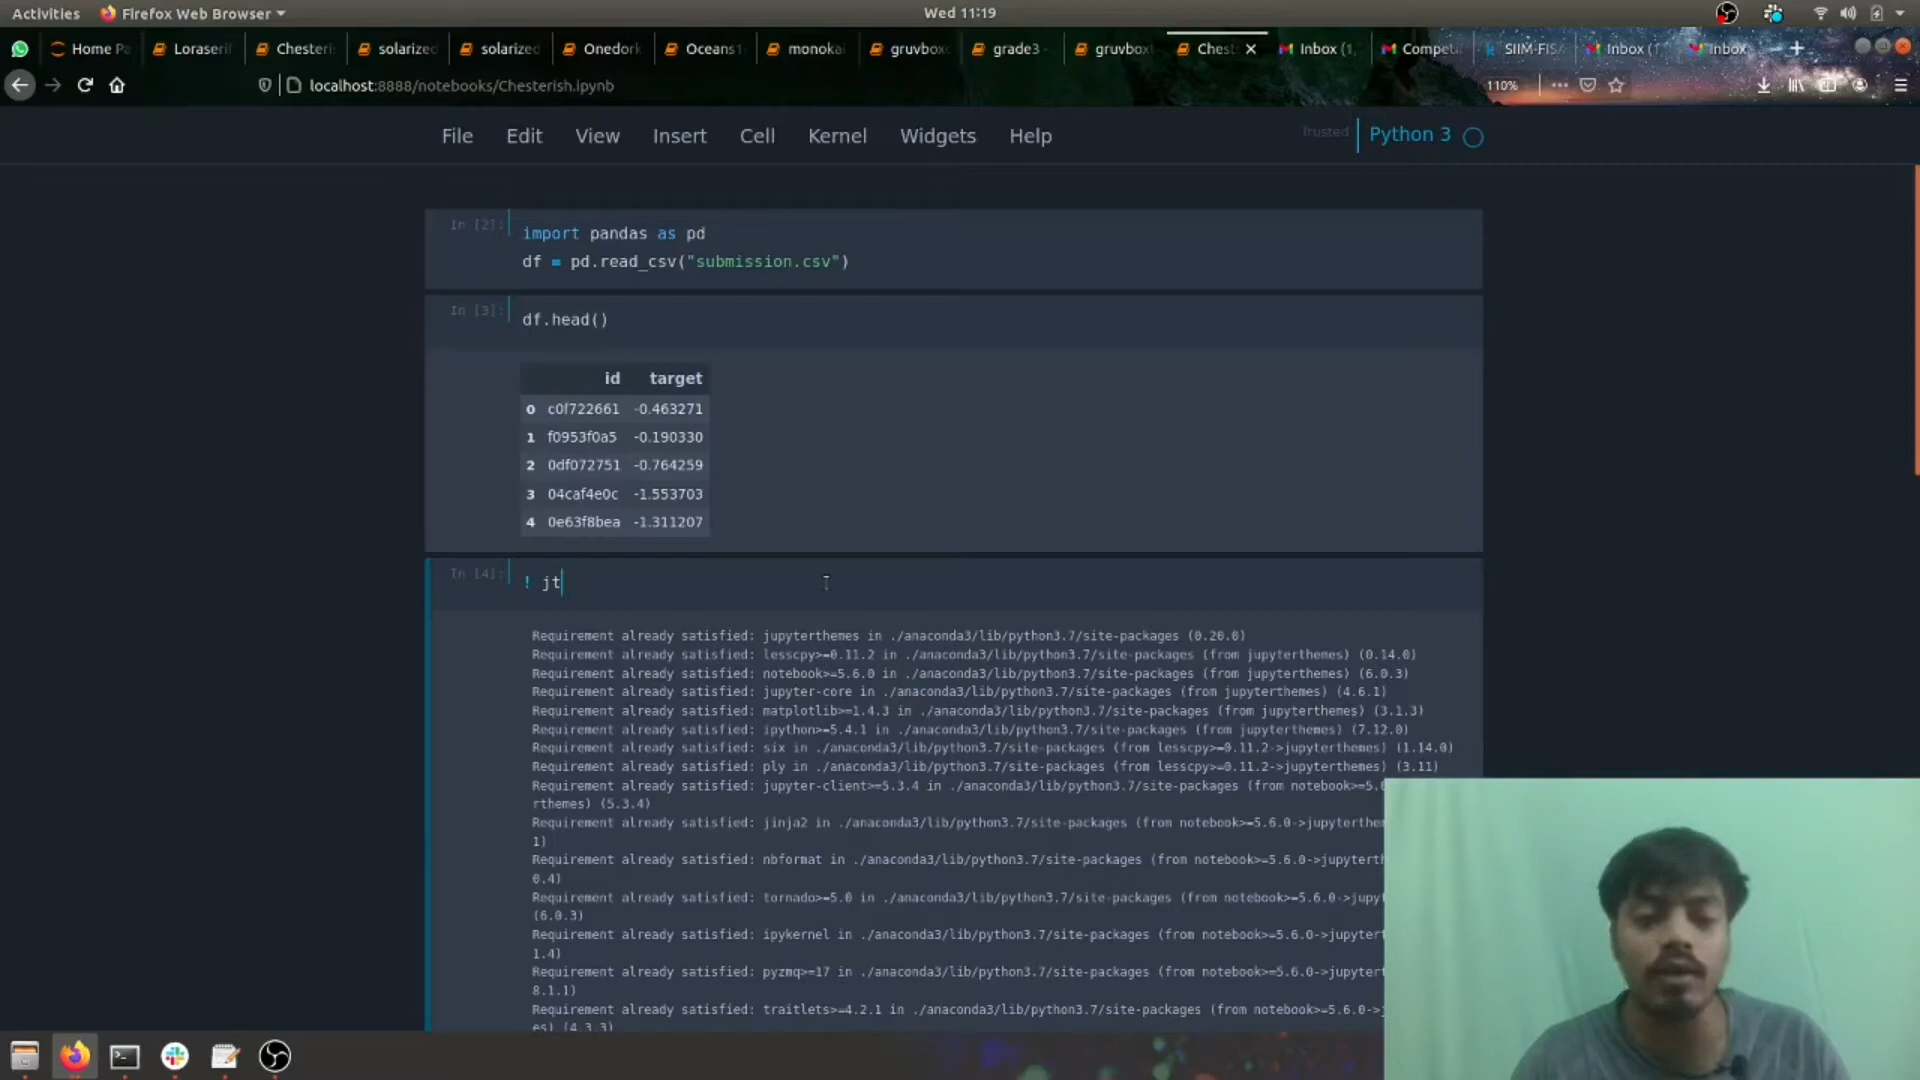 Activities Firefox Web Browser Wed 11:19
Home Pa Loraserif Chesteris solarized solarized Onedork Oceans1 monokai gruvbox grade3 gruvbox Chest Inbox (1, Competi SIIM-FIS Inbox (1 Inbox
localhost:8888/notebooks/Chesterish.ipynb 110%
File Edit View Insert Cell Kernel Widgets Help Trusted Python 3
In [2]: import pandas as pd
df = pd.read_csv("submission.csv")
In [3]: df.head()
id target
0 c0f722661 -0.463271
1 f0953f0a5 -0.190330
2 0df072751 -0.764259
3 04caf4e0c -1.553703
4 0e63f8bea -1.311207
In [4]: ! jt
Requirement already satisfied: jupyterthemes in ./anaconda3/lib/python3.7/site-packages (0.20.0)
Requirement already satisfied: lesscpy>=0.11.2 in ./anaconda3/lib/python3.7/site-packages (from jupyterthemes) (0.14.0)
Requirement already satisfied: notebook>=5.6.0 in ./anaconda3/lib/python3.7/site-packages (from jupyterthemes) (6.0.3)
Requirement already satisfied: jupyter-core in ./anaconda3/lib/python3.7/site-packages (from jupyterthemes) (4.6.1)
Requirement already satisfied: matplotlib>=1.4.3 in ./anaconda3/lib/python3.7/site-packages (from jupyterthemes) (3.1.3)
Requirement already satisfied: ipython>=5.4.1 in ./anaconda3/lib/python3.7/site-packages (from jupyterthemes) (7.12.0)
Requirement already satisfied: six in ./anaconda3/lib/python3.7/site-packages (from lesscpy>=0.11.2->jupyterthemes) (1.14.0)
Requirement already satisfied: ply in ./anaconda3/lib/python3.7/site-packages (from lesscpy>=0.11.2->jupyterthemes) (3.11)
Requirement already satisfied: jupyter-client>=5.3.4 in ./anaconda3/lib/python3.7/site-packages (from notebook>=5.6
rthemes) (5.3.4)
Requirement already satisfied: jinja2 in ./anaconda3/lib/python3.7/site-packages (from notebook>=5.6.0->jupyterthem
1)
Requirement already satisfied: nbformat in ./anaconda3/lib/python3.7/site-packages (from notebook>=5.6.0->jupyterth
0.4)
Requirement already satisfied: tornado>=5.0 in ./anaconda3/lib/python3.7/site-packages (from notebook>=5.6.0->jupy
(6.0.3)
Requirement already satisfied: ipykernel in ./anaconda3/lib/python3.7/site-packages (from notebook>=5.6.0->jupyter
1.4)
Requirement already satisfied: pyzmq>=17 in ./anaconda3/lib/python3.7/site-packages (from notebook>=5.6.0->jupyter
8.1.1)
Requirement already satisfied: traitlets>=4.2.1 in ./anaconda3/lib/python3.7/site-packages (from notebook>=5.6.0->
es) (4.3.3)